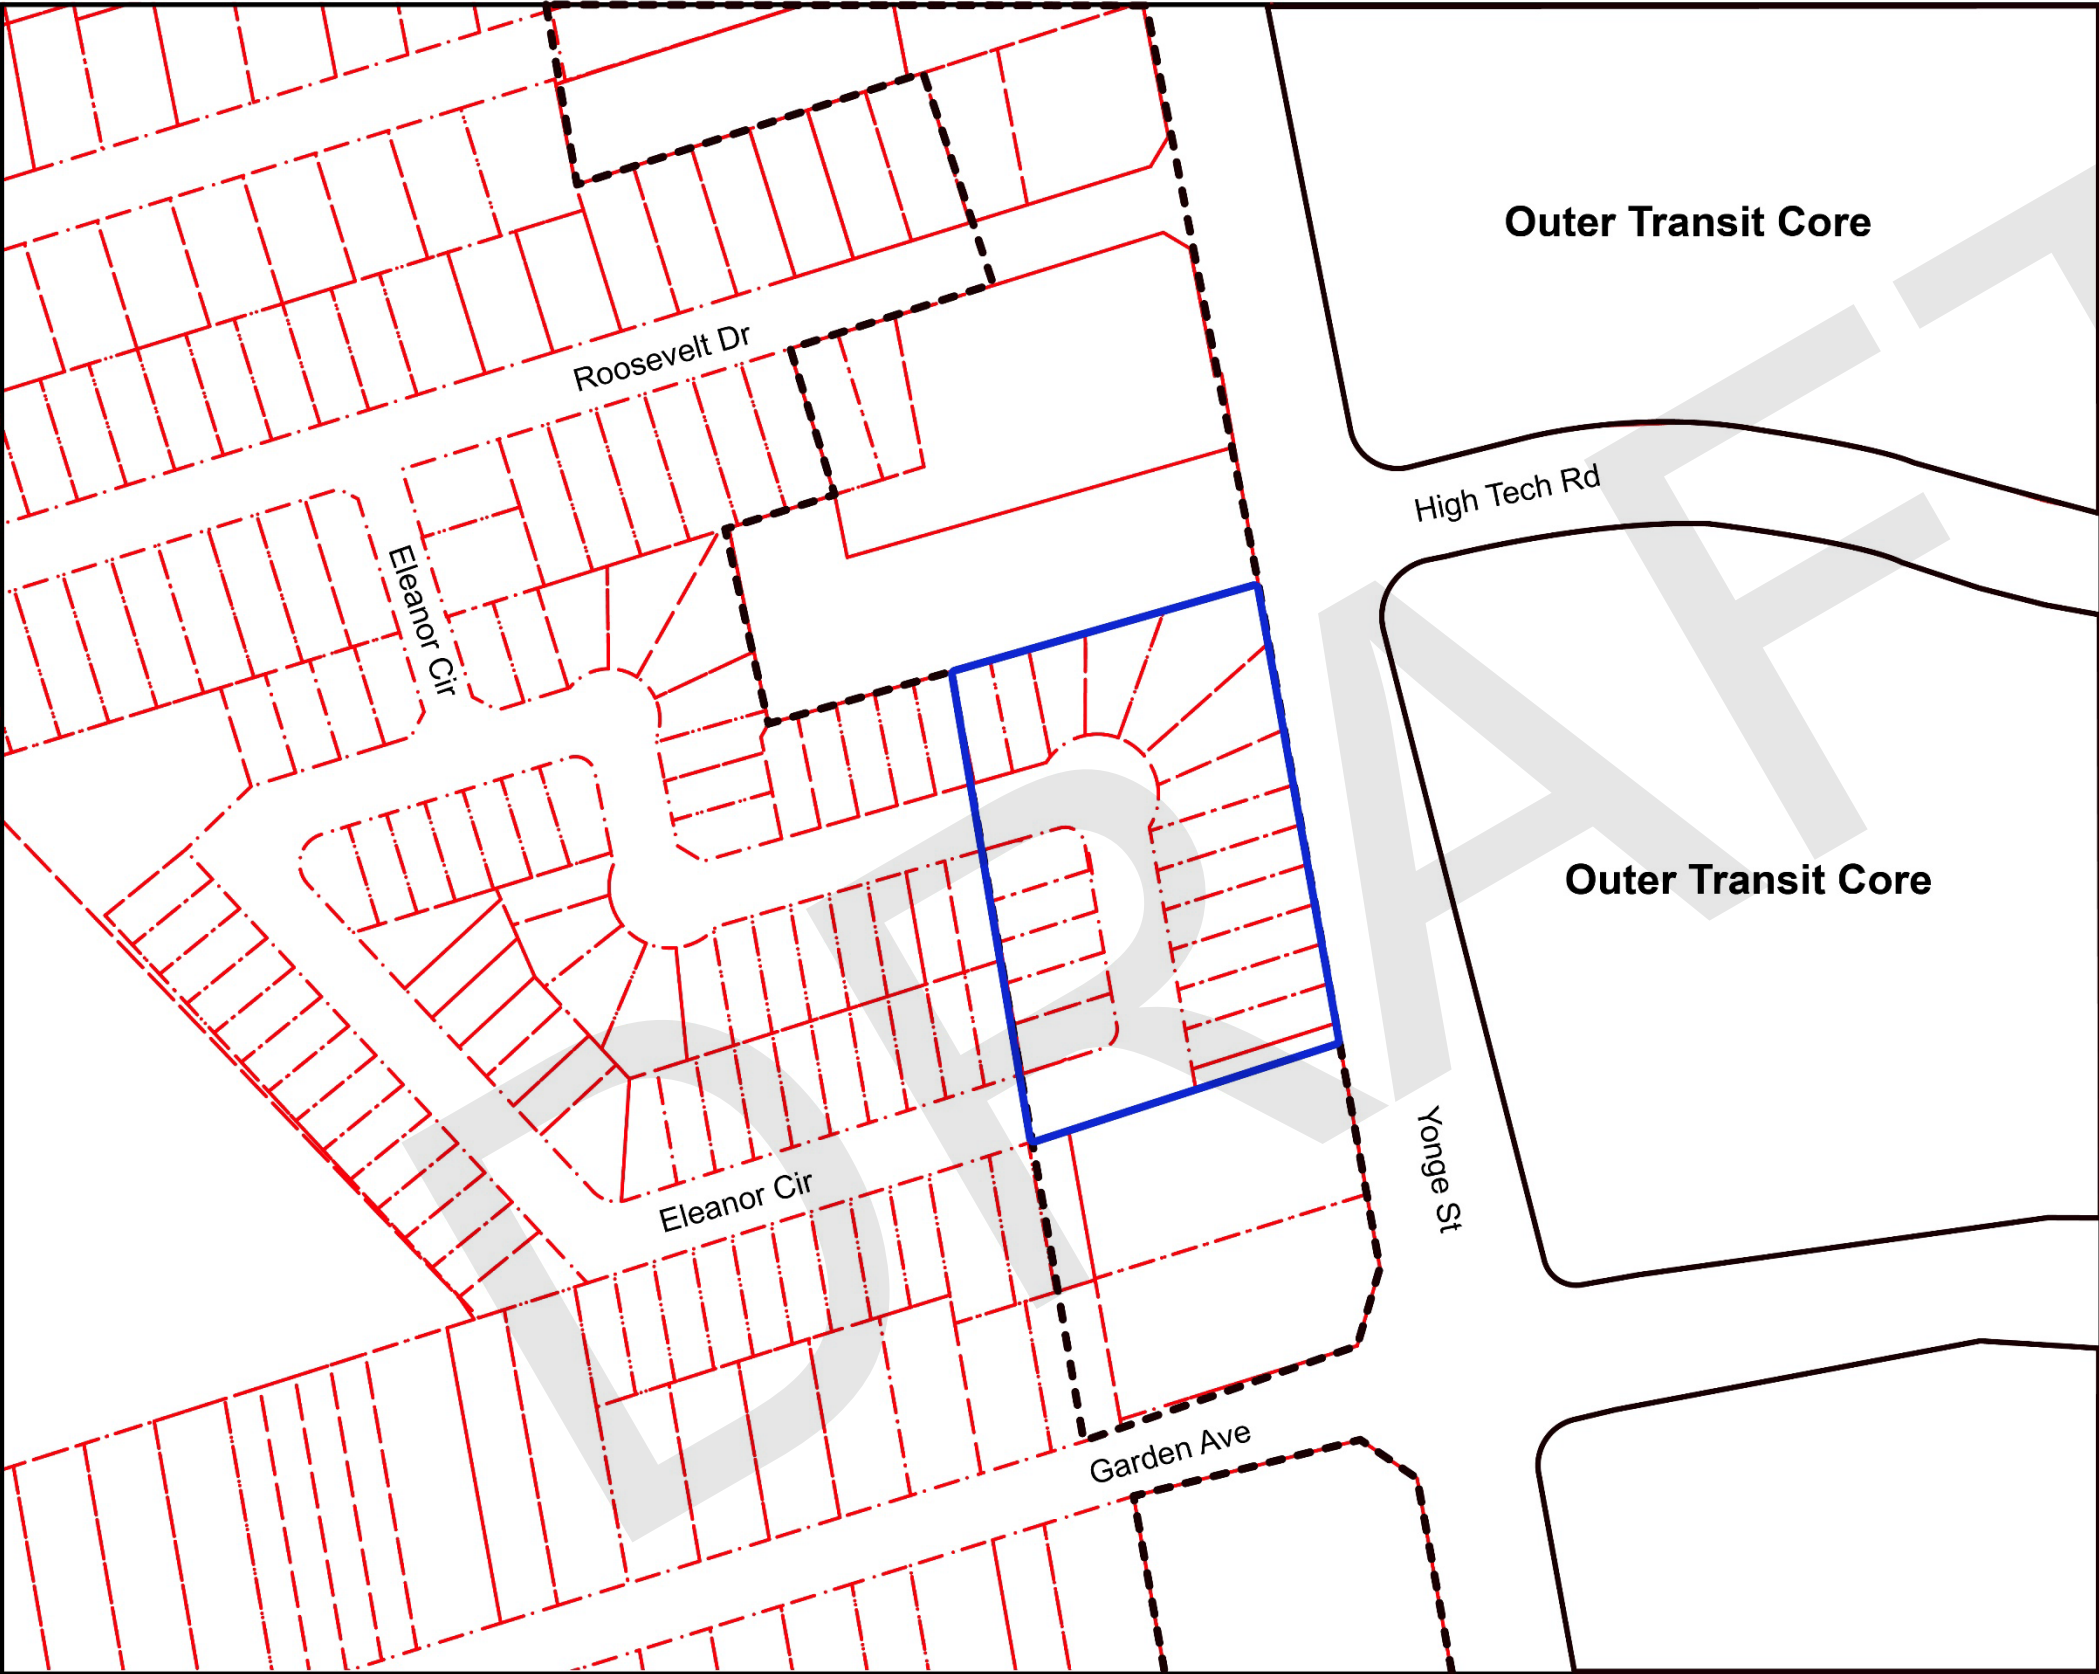 Outer Transit Core
Roosevelt Dr
High Tech Rd
Eleanor Cir
Outer Transit Core
Yonge St
Eleanor Cir
Garden Ave
DRAFT